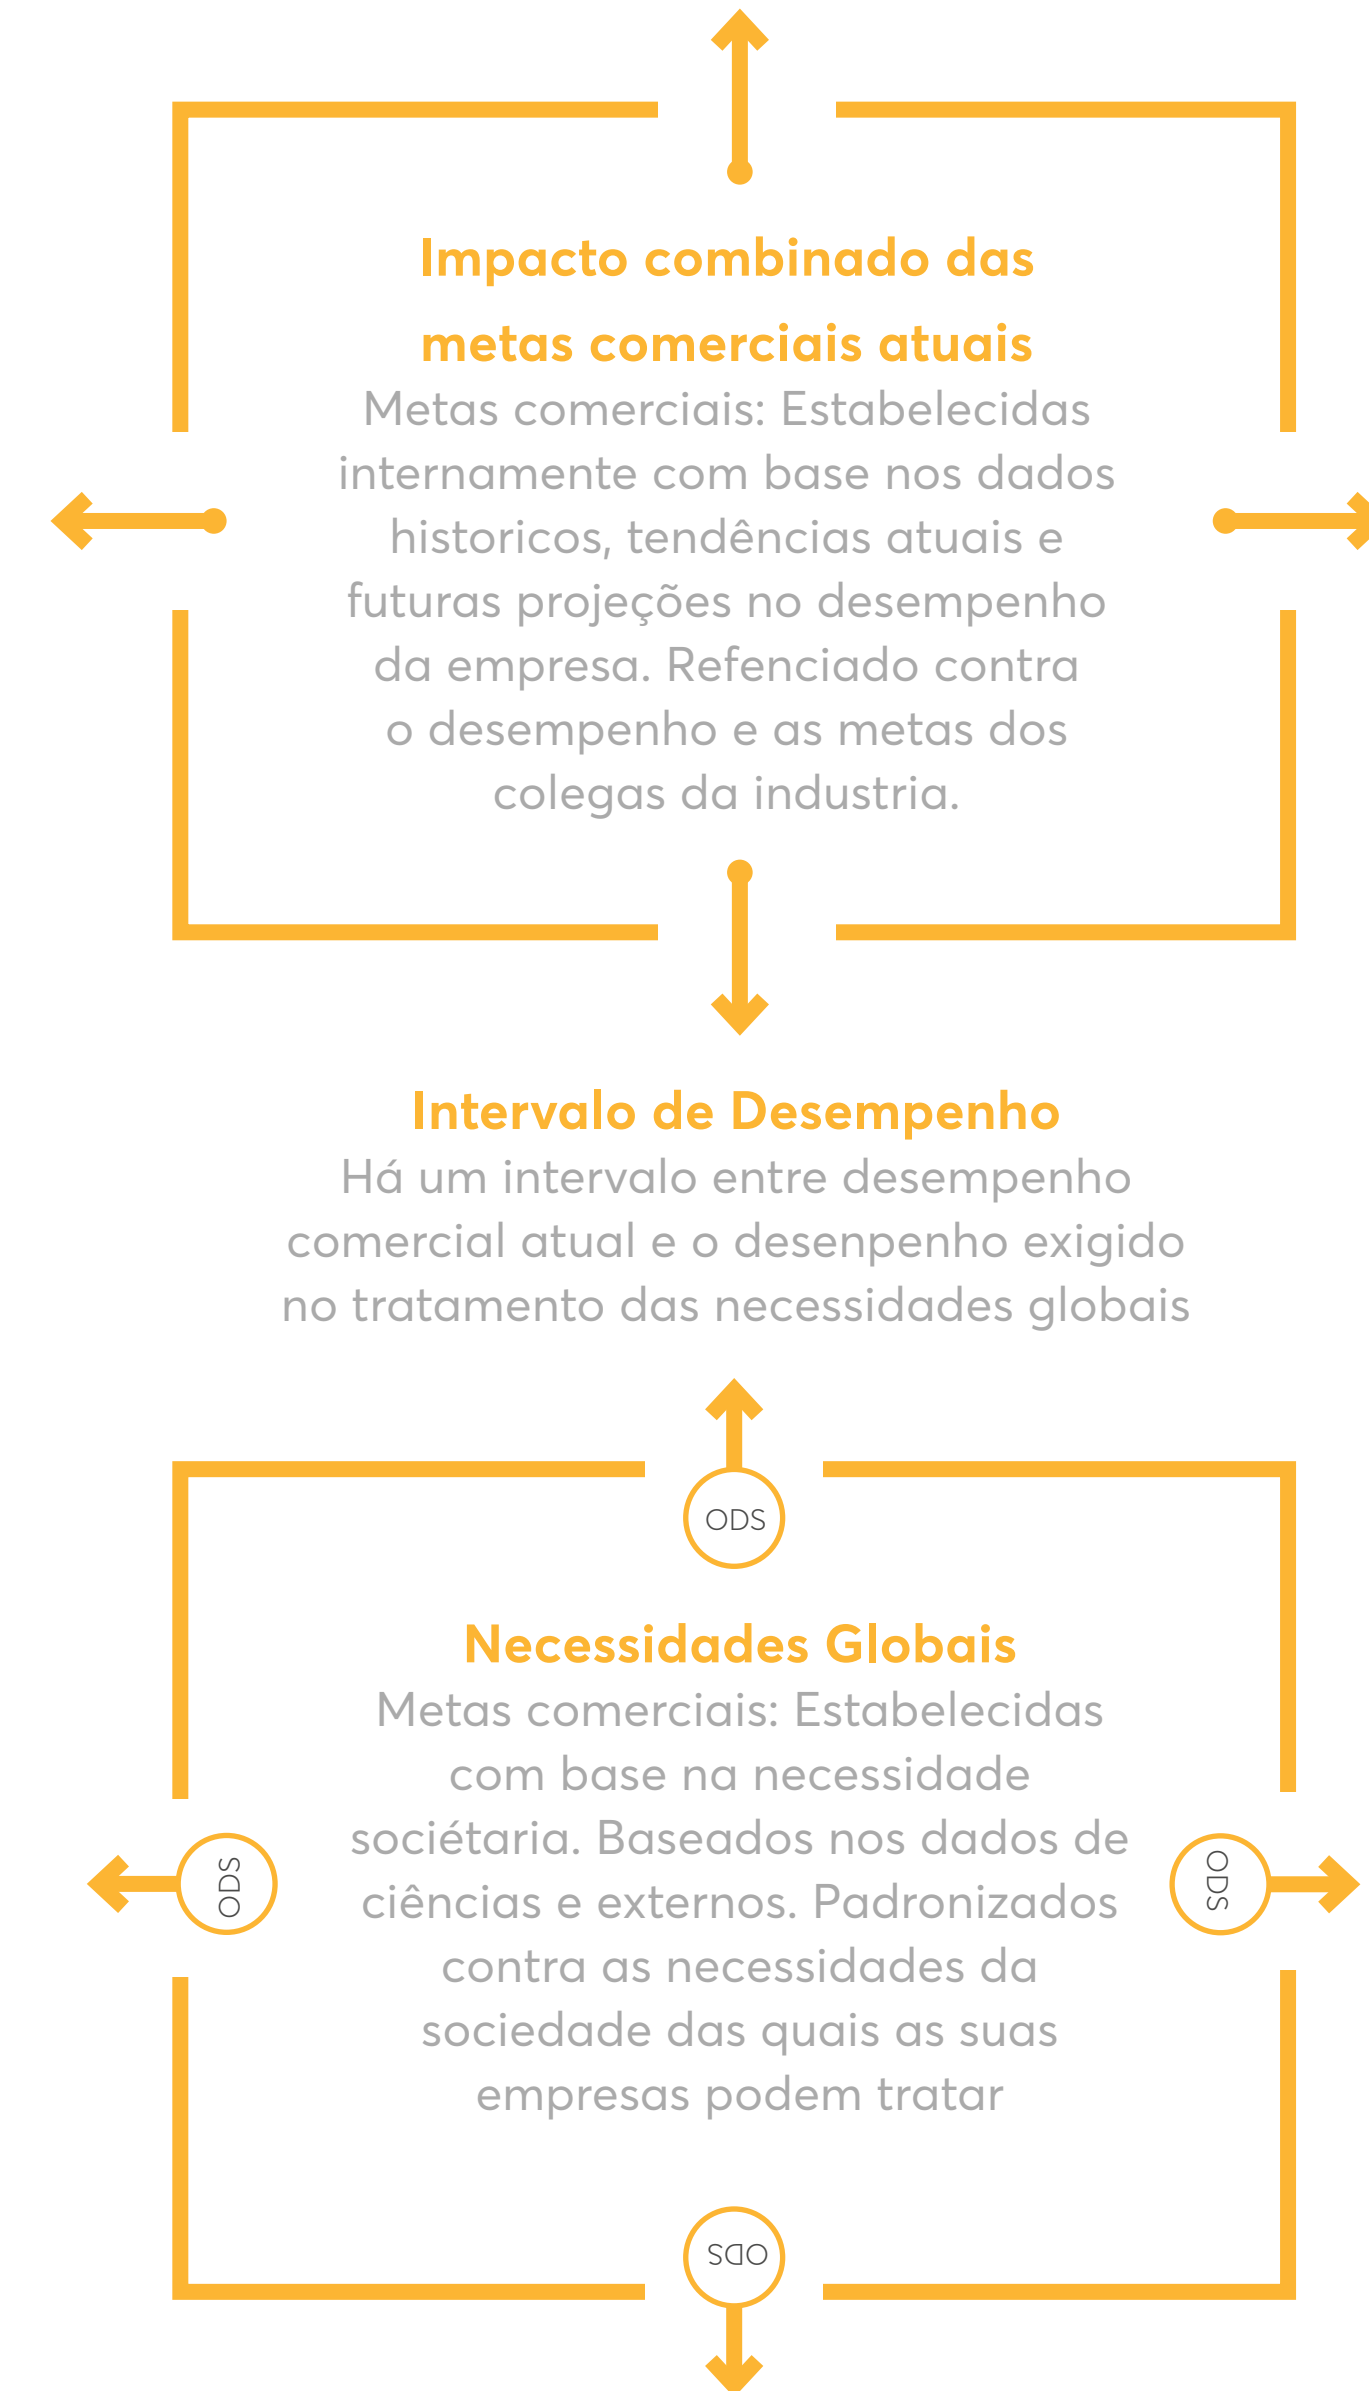 Impacto combinado das
metas comerciais atuais
Metas comerciais: Estabelecidas
internamente com base nos dados
historicos, tendências atuais e
futuras projeções no desempenho
da empresa. Refenciado contra
o desempenho e as metas dos
colegas da industria.
Intervalo de Desempenho
Há um intervalo entre desempenho
comercial atual e o desenpenho exigido
no tratamento das necessidades globais
ODS
Necessidades Globais
Metas comerciais: Estabelecidas
com base na necessidade
sociétaria. Baseados nos dados de
ciências e externos. Padronizados
contra as necessidades da
sociedade das quais as suas
empresas podem tratar
ODS
ODS
ODS